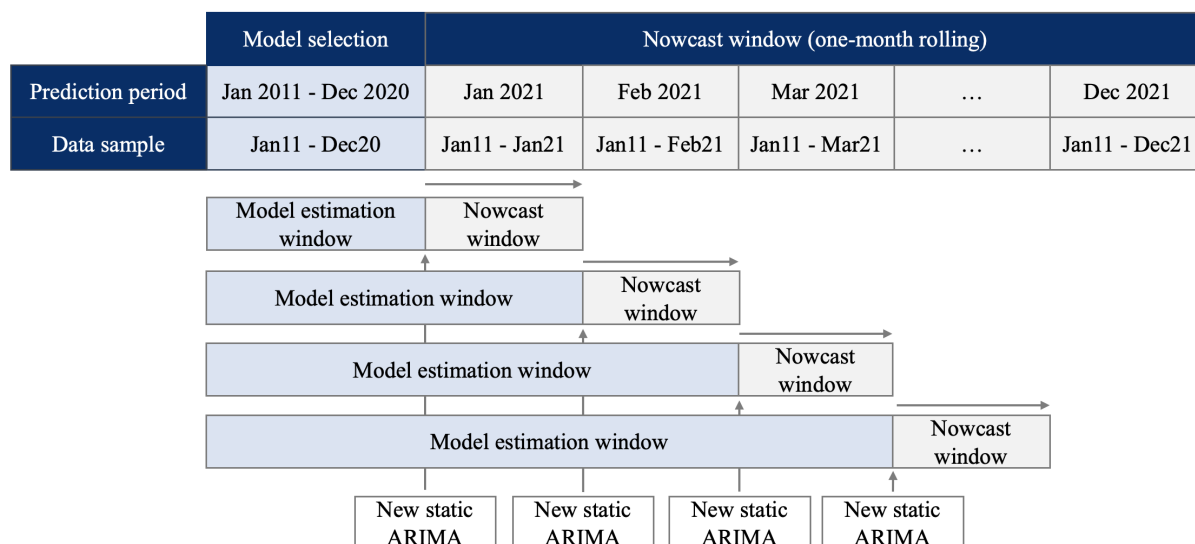 Model selection Nowcast window (one-month rolling)
Prediction period Jan 2011 - Dec 2020 Jan 2021 Feb 2021 Mar 2021 … Dec 2021
Data sample Jan11 - Dec20 Jan11 - Jan21 Jan11 - Feb21 Jan11 - Mar21 … Jan11 - Dec21
Model estimation
window
Nowcast
window
Model estimation window
Nowcast
window
Model estimation window
Nowcast
window
Model estimation window
Nowcast
window
New static
ARIMA
New static
ARIMA
New static
ARIMA
New static
ARIMA